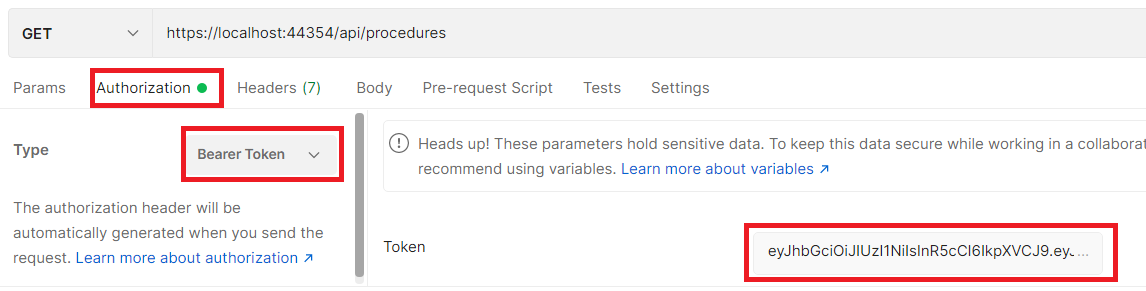 GET https://localhost:44354/api/procedures
Params Authorization Headers (7) Body Pre-request Script Tests Settings
Type Bearer Token
The authorization header will be
automatically generated when you send the
request. Learn more about authorization ↗
Heads up! These parameters hold sensitive data. To keep this data secure while working in a collaborat
recommend using variables. Learn more about variables ↗
Token eyJhbGciOiJIUzI1NiIsInR5cCI6IkpXVCJ9.eyJ ...